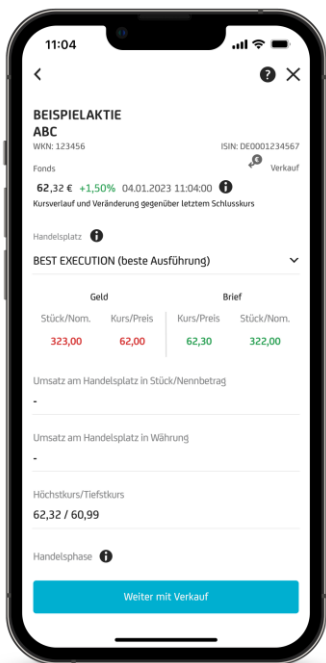 11:04
BEISPIELAKTIE
ABC
WKN: 123456 ISIN: DE0001234567
Fonds Verkauf
62,32 € +1,50% 04.01.2023 11:04:00
Kursverlauf und Veränderung gegenüber letztem Schlusskurs
Handelsplatz
BEST EXECUTION (beste Ausführung)
Geld Brief
Stück/Nom. Kurs/Preis Kurs/Preis Stück/Nom.
323,00 62,00 62,30 322,00
Umsatz am Handelsplatz in Stück/Nennbetrag
-
Umsatz am Handelsplatz in Währung
-
Höchstkurs/Tiefstkurs
62,32 / 60,99
Handelsphase
Weiter mit Verkauf